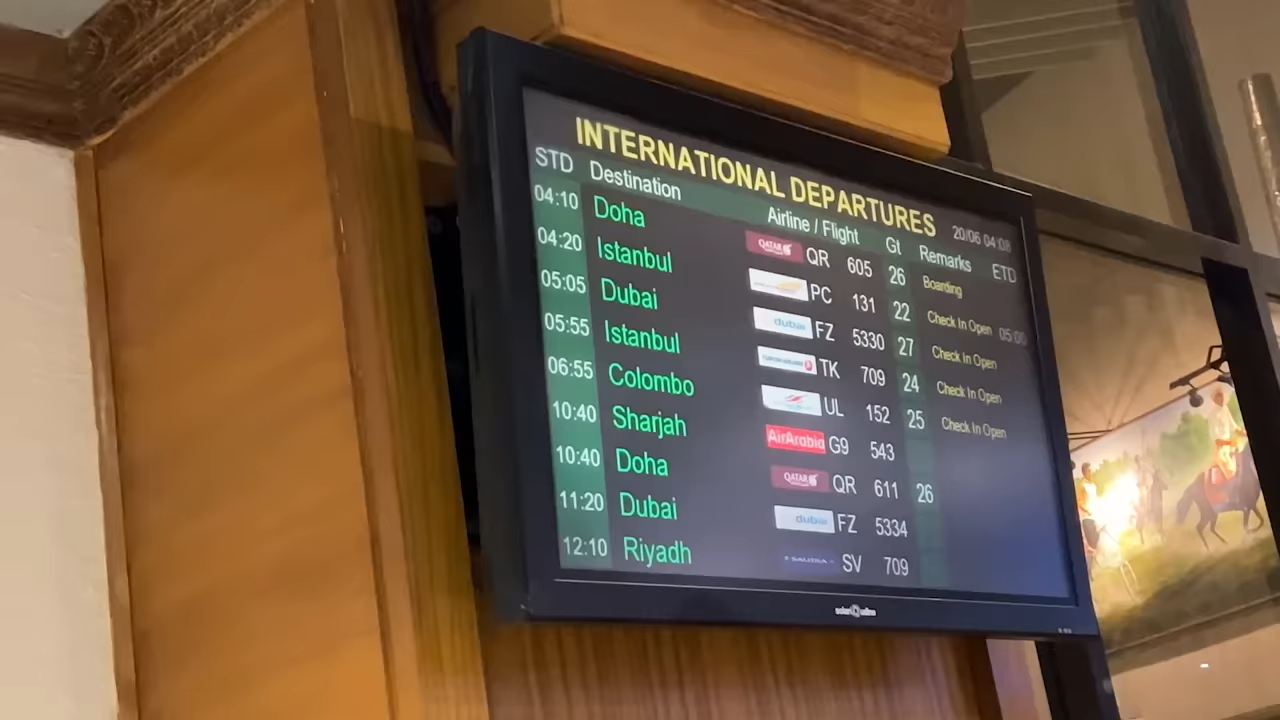 INTERNATIONAL DEPARTURES
20/06 04:08
STD Destination Airline / Flight Gt Remarks ETD
04:10 Doha QATAR QR 605 26 Boarding
04:20 Istanbul PC 131 22 Check In Open 05:00
05:05 Dubai dubai FZ 5330 27 Check In Open
05:55 Istanbul TK 709 24 Check In Open
06:55 Colombo UL 152 25 Check In Open
10:40 Sharjah AirArabia G9 543
10:40 Doha QATAR QR 611 26
11:20 Dubai dubai FZ 5334
12:10 Riyadh SAUDIA SV 709